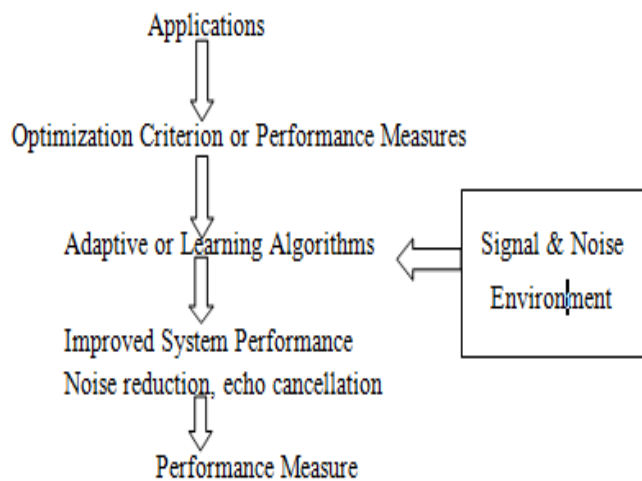 Applications
Optimization Criterion or Performance Measures
Adaptive or Learning Algorithms
Signal & Noise
Environment
Improved System Performance
Noise reduction, echo cancellation
Performance Measure